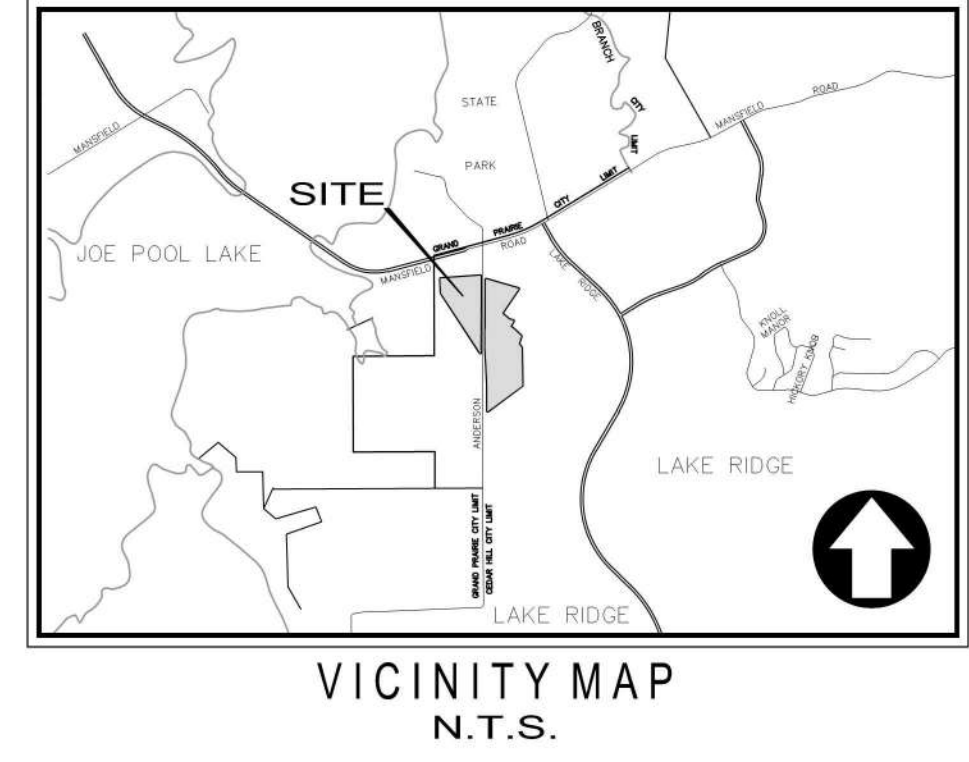 BRANCH
STATE
CITY
LIMIT
MANSFIELD
ROAD
MANSFIELD
PARK
SITE
CITY
LIMIT
GRAND
PRAIRIE
ROAD
JOE POOL LAKE
MANSFIELD
LAKE
RIDGE
KNOLL
MANOR
HICKORY KNOB
ANDERSON
LAKE RIDGE
GRAND PRAIRIE CITY LIMIT
CEDAR HILL CITY LIMIT
LAKE RIDGE
VICINITY MAP
N.T.S.